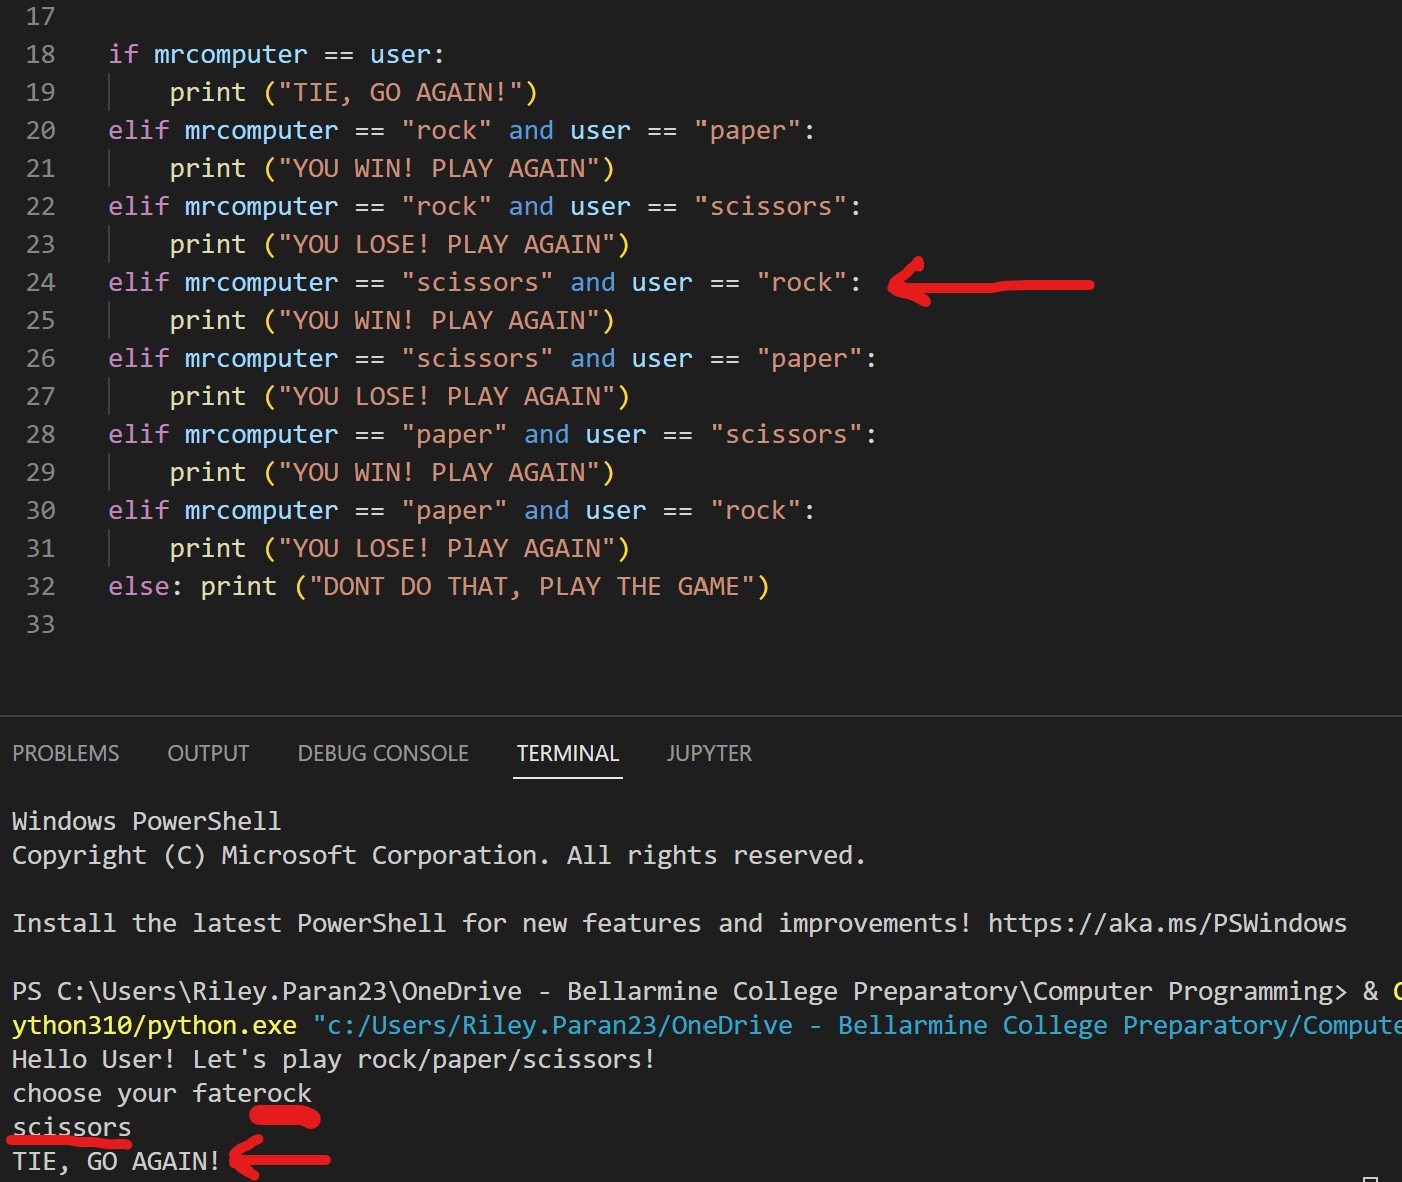 17
18 if mrcomputer == user:
19 print ("TIE, GO AGAIN!")
20 elif mrcomputer == "rock" and user == "paper":
21 print ("YOU WIN! PLAY AGAIN")
22 elif mrcomputer == "rock" and user == "scissors":
23 print ("YOU LOSE! PLAY AGAIN")
24 elif mrcomputer == "scissors" and user == "rock":
25 print ("YOU WIN! PLAY AGAIN")
26 elif mrcomputer == "scissors" and user == "paper":
27 print ("YOU LOSE! PLAY AGAIN")
28 elif mrcomputer == "paper" and user == "scissors":
29 print ("YOU WIN! PLAY AGAIN")
30 elif mrcomputer == "paper" and user == "rock":
31 print ("YOU LOSE! PlAY AGAIN")
32 else: print ("DONT DO THAT, PLAY THE GAME")
33
PROBLEMS OUTPUT DEBUG CONSOLE TERMINAL JUPYTER
Windows PowerShell
Copyright (C) Microsoft Corporation. All rights reserved.
Install the latest PowerShell for new features and improvements! https://aka.ms/PSWindows
PS C:\Users\Riley.Paran23\OneDrive - Bellarmine College Preparatory\Computer Programming> & C
ython310/python.exe "c:/Users/Riley.Paran23/OneDrive - Bellarmine College Preparatory/Compute
Hello User! Let's play rock/paper/scissors!
choose your faterock
scissors
TIE, GO AGAIN!